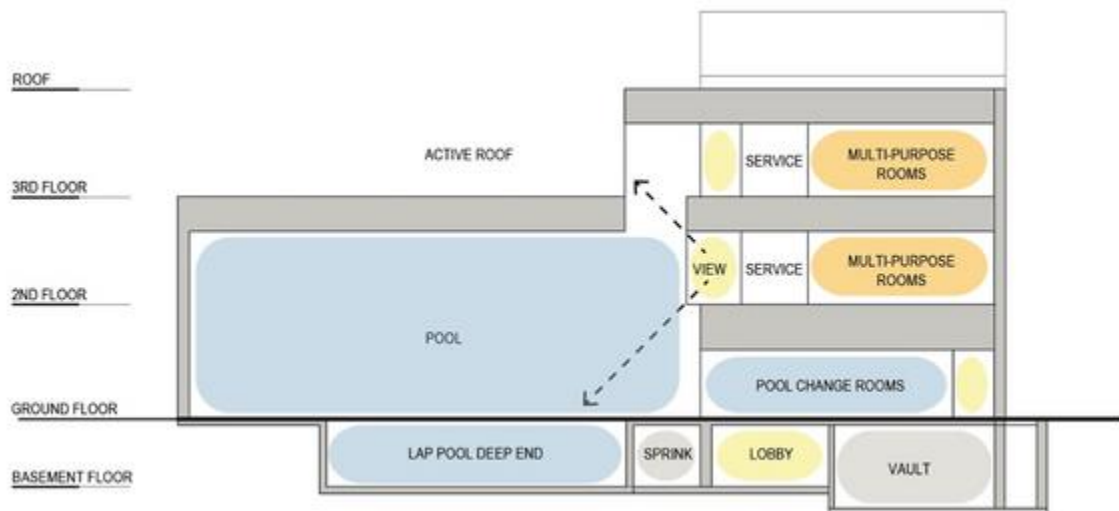 ROOF
ACTIVE ROOF
SERVICE
MULTI-PURPOSE
ROOMS
3RD FLOOR
VIEW
SERVICE
MULTI-PURPOSE
ROOMS
2ND FLOOR
POOL
POOL CHANGE ROOMS
GROUND FLOOR
LAP POOL DEEP END
SPRINK
LOBBY
VAULT
BASEMENT FLOOR